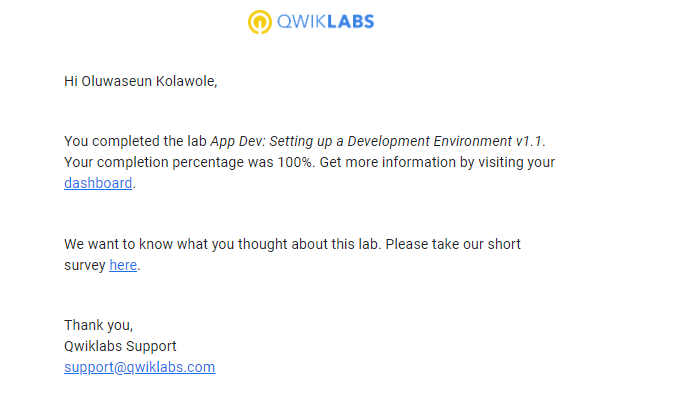 QWIKLABS
Hi Oluwaseun Kolawole,
You completed the lab App Dev: Setting up a Development Environment v1.1.
Your completion percentage was 100%. Get more information by visiting your
dashboard.
We want to know what you thought about this lab. Please take our short
survey here.
Thank you,
Qwiklabs Support
support@qwiklabs.com